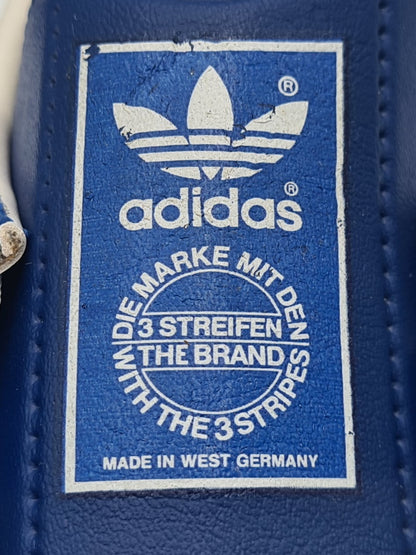 ®
adidas®
DIE MARKE MIT DEN
3 STREIFEN
THE BRAND
WITH THE 3 STRIPES
MADE IN WEST GERMANY